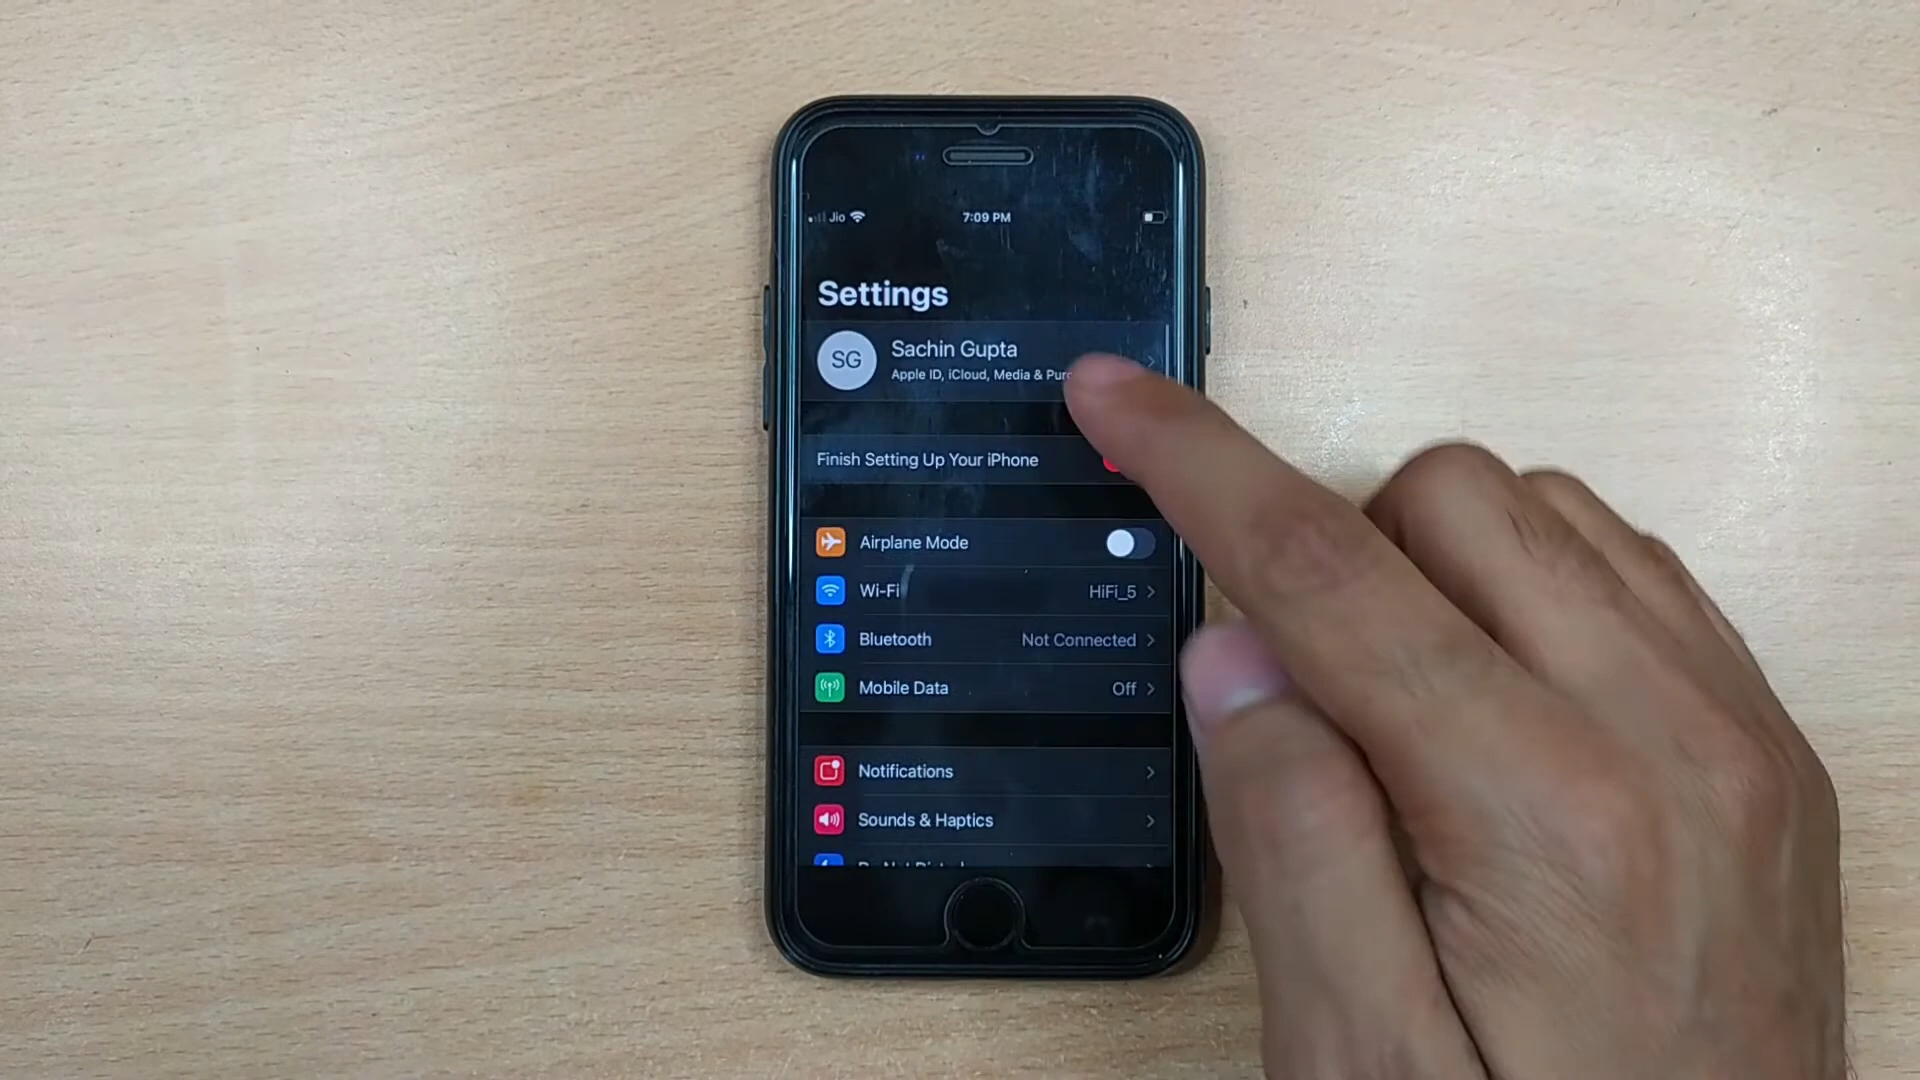 Jio 7:09 PM
Settings
SG
Sachin Gupta
Apple ID, iCloud, Media &
Finish Setting Up Your iPhone
Airplane Mode
Wi-Fi HiFi_5
Bluetooth Not Connected
Mobile Data Off
Notifications
Sounds & Haptics